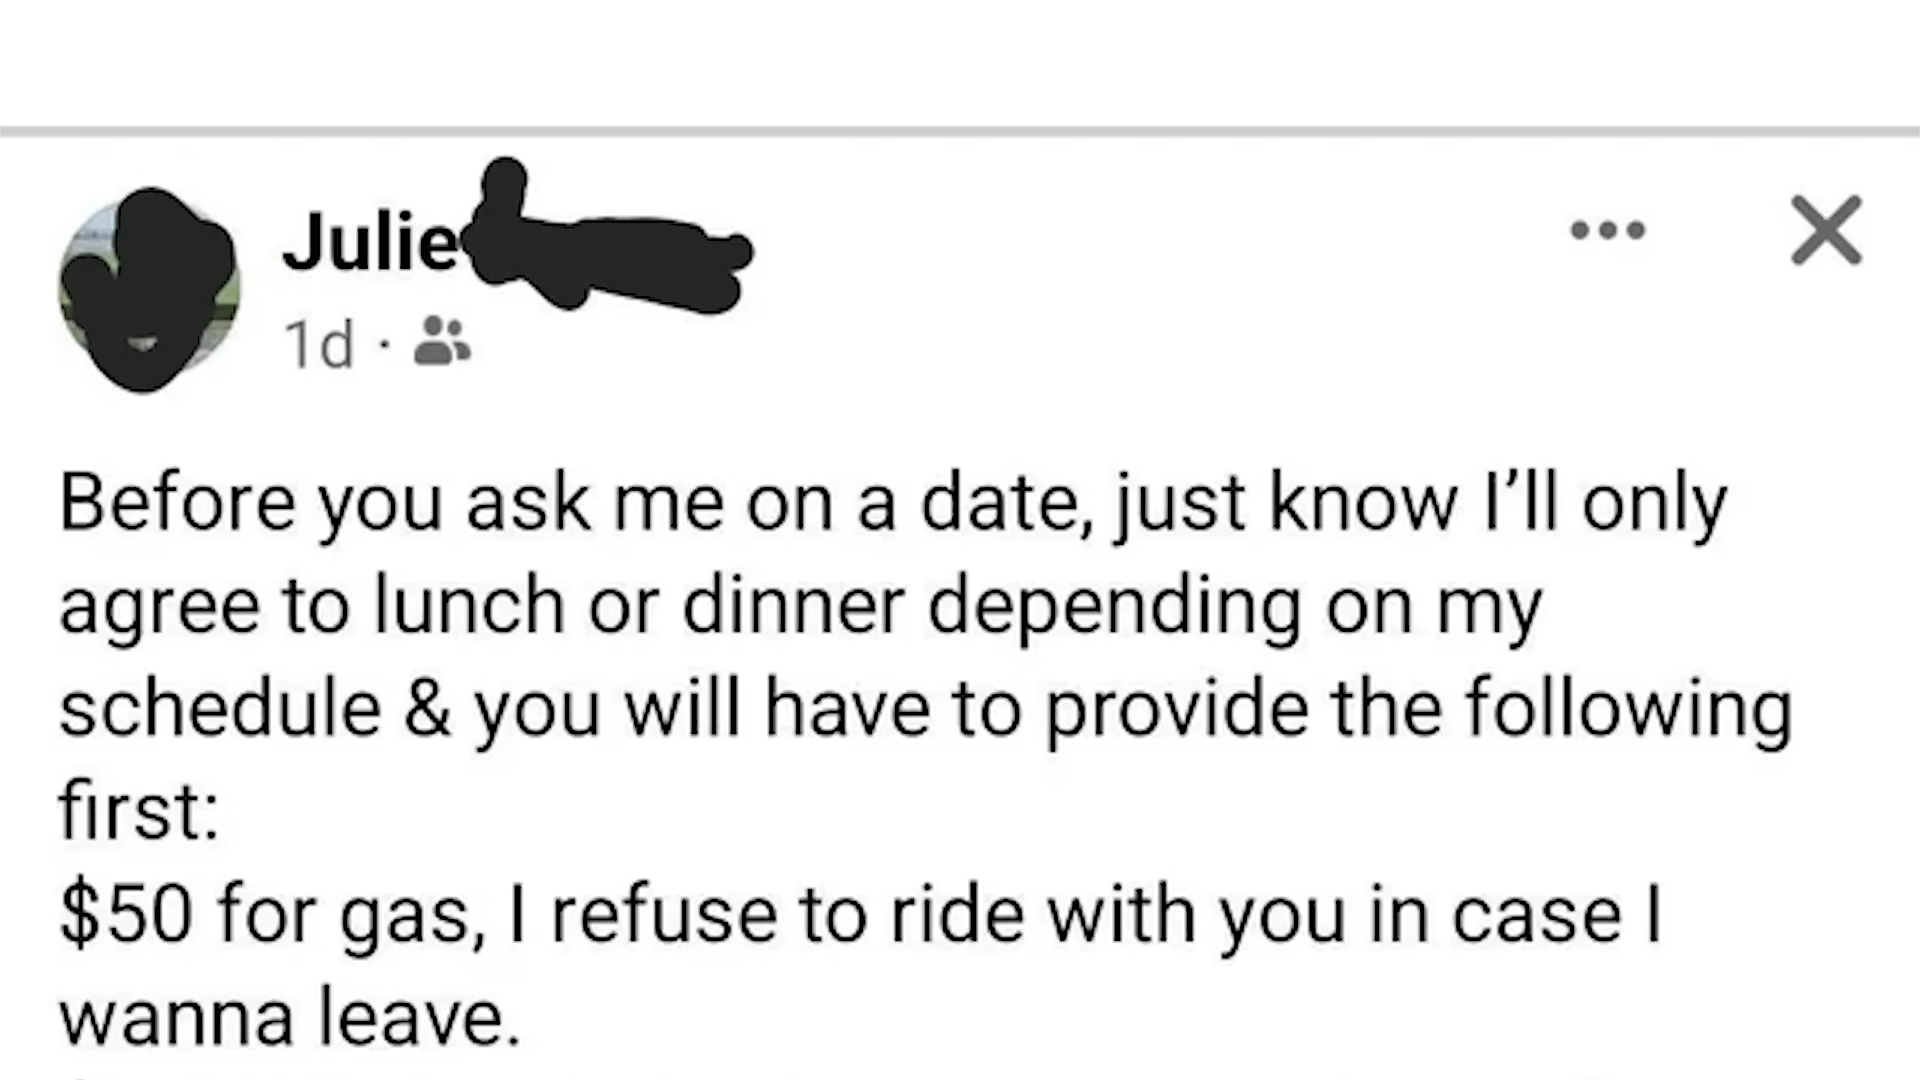 Julie
1d ·
Before you ask me on a date, just know I’ll only
agree to lunch or dinner depending on my
schedule & you will have to provide the following
first:
$50 for gas, I refuse to ride with you in case I
wanna leave.